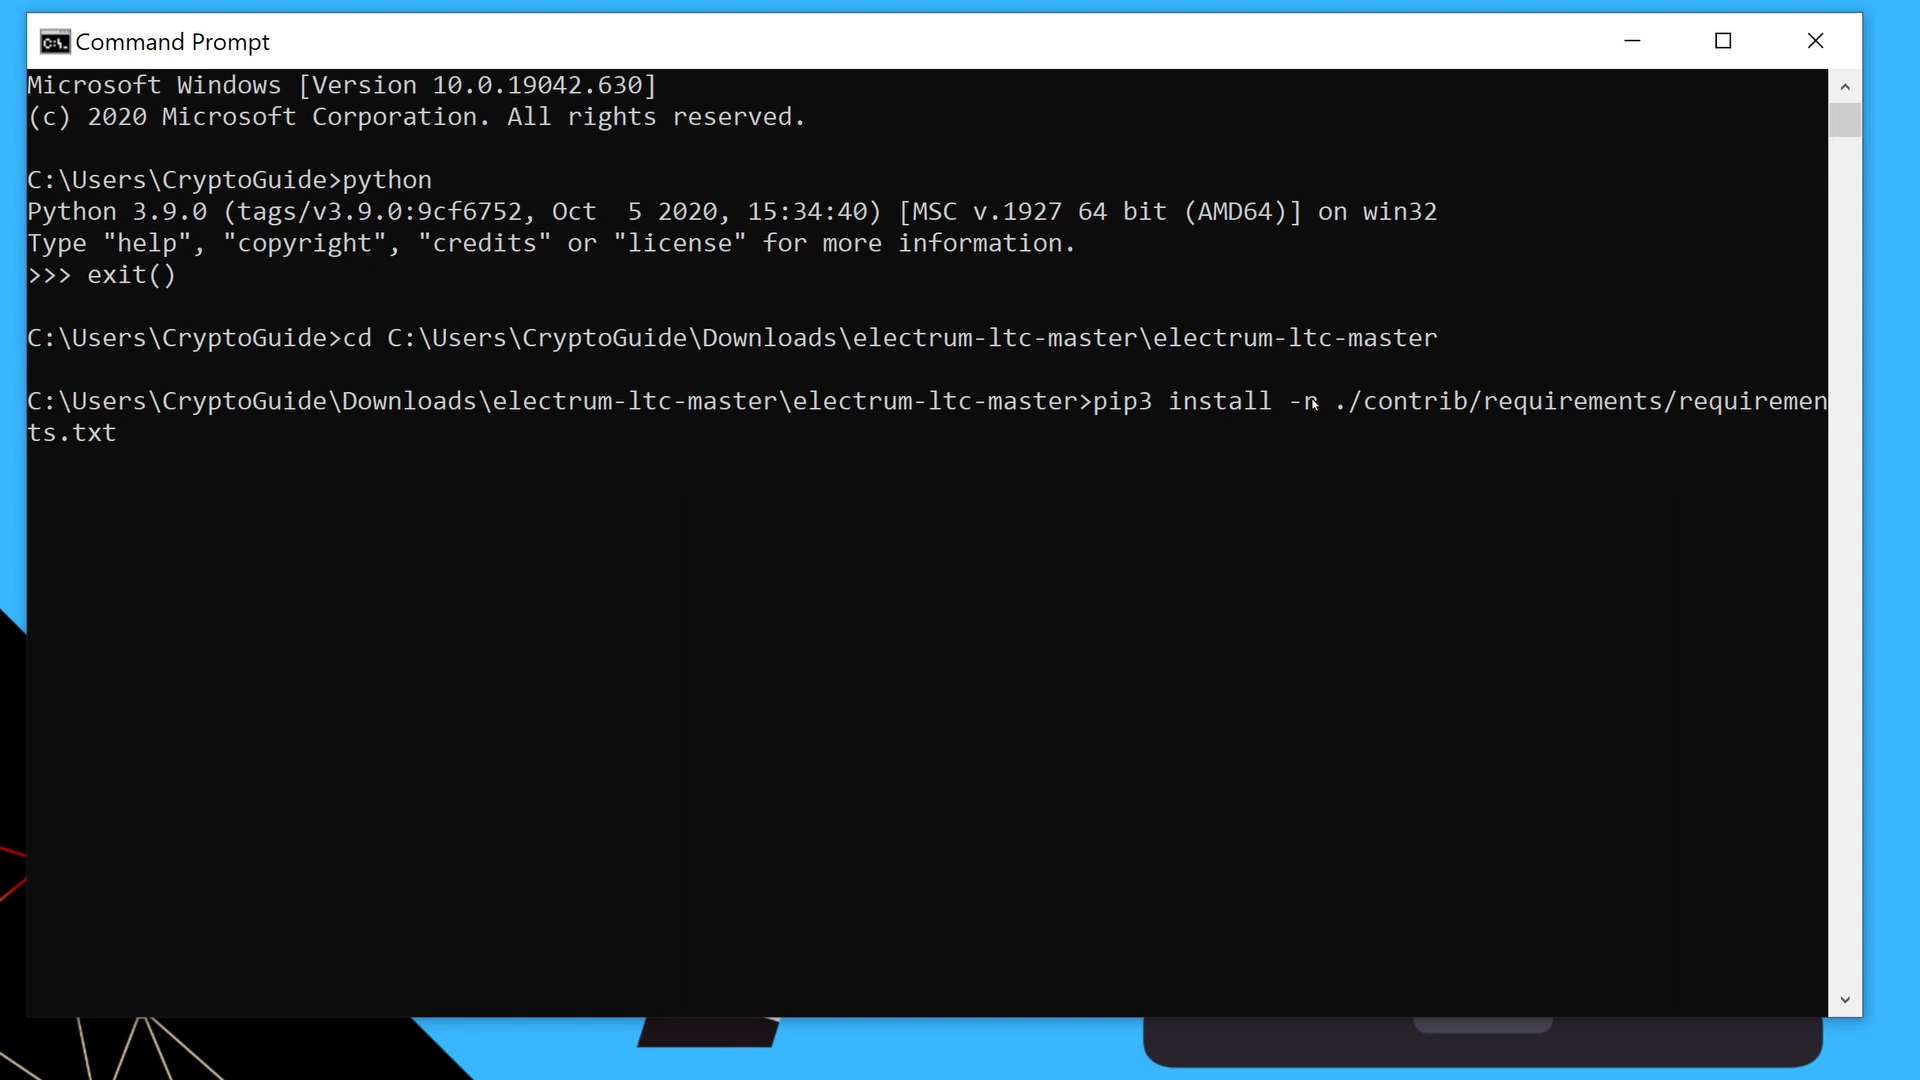 Command Prompt
Microsoft Windows [Version 10.0.19042.630]
(c) 2020 Microsoft Corporation. All rights reserved.
C:\Users\CryptoGuide>python
Python 3.9.0 (tags/v3.9.0:9cf6752, Oct  5 2020, 15:34:40) [MSC v.1927 64 bit (AMD64)] on win32
Type "help", "copyright", "credits" or "license" for more information.
>>> exit()
C:\Users\CryptoGuide>cd C:\Users\CryptoGuide\Downloads\electrum-ltc-master\electrum-ltc-master
C:\Users\CryptoGuide\Downloads\electrum-ltc-master\electrum-ltc-master>pip3 install -r ./contrib/requirements/requiremen
ts.txt